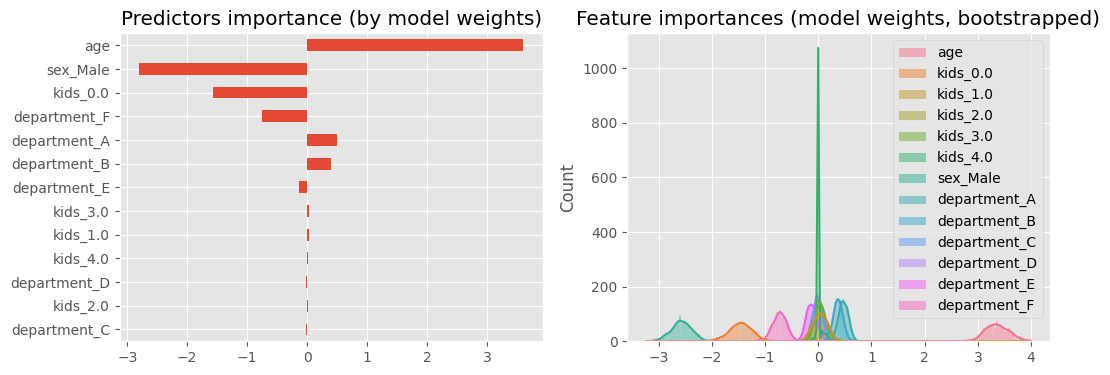 Predictors importance (by model weights)
age
sex_Male
kids_0.0
department_F
department_A
department_B
department_E
kids_3.0
kids_1.0
kids_4.0
department_D
kids_2.0
department_C
−3
−2
−1
0
1
2
3
Feature importances (model weights, bootstrapped)
Count
1000
800
600
400
200
0
−3
−2
−1
0
1
2
3
4
age
kids_0.0
kids_1.0
kids_2.0
kids_3.0
kids_4.0
sex_Male
department_A
department_B
department_C
department_D
department_E
department_F